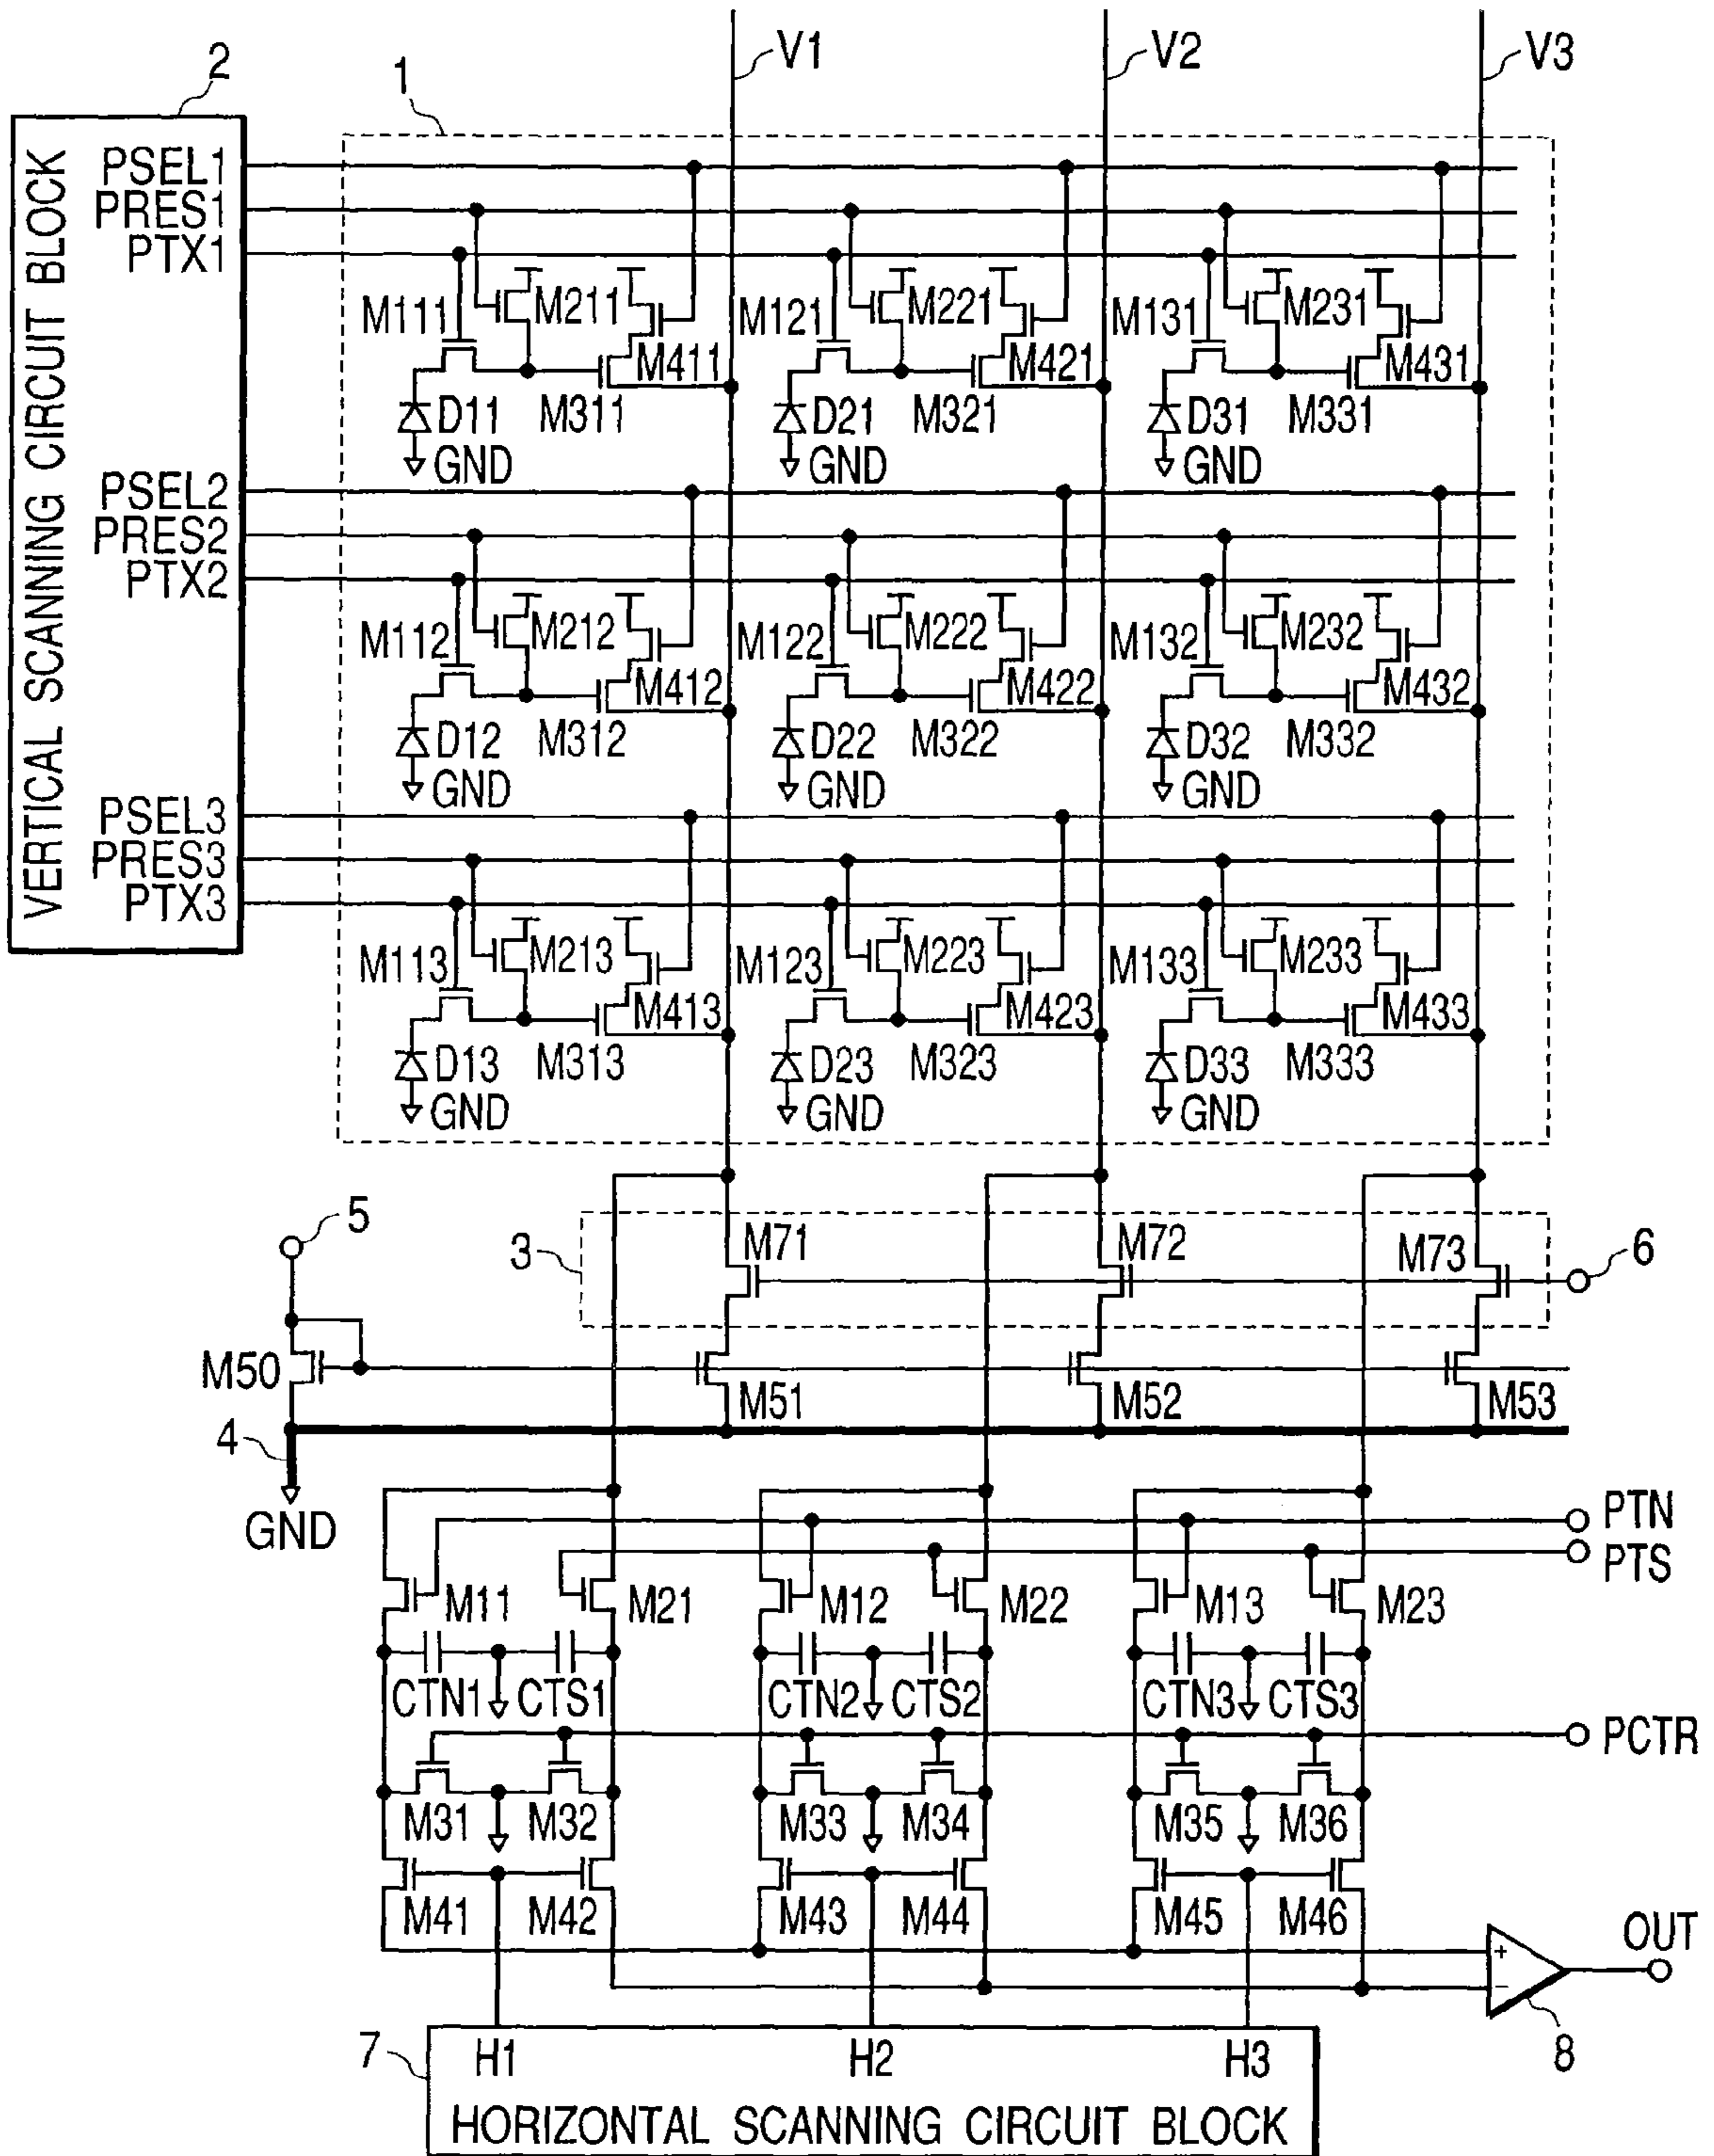 V1 V2 V3
2 1
VERTICAL SCANNING CIRCUIT BLOCK
PSEL1
PRES1
PTX1
M111 M211 M121 M221 M131 M231
M411 M421 M431
D11 M311 D21 M321 D31 M331
GND GND GND
PSEL2
PRES2
PTX2
M112 M212 M122 M222 M132 M232
M412 M422 M432
D12 M312 D22 M322 D32 M332
GND GND GND
PSEL3
PRES3
PTX3
M113 M213 M123 M223 M133 M233
M413 M423 M433
D13 M313 D23 M323 D33 M333
GND GND GND
5
3 M71 M72 M73 6
M50
M51 M52 M53
4
GND
PTN
PTS
M11 M21 M12 M22 M13 M23
CTN1 CTS1 CTN2 CTS2 CTN3 CTS3
PCTR
M31 M32 M33 M34 M35 M36
M41 M42 M43 M44 M45 M46
+
-
OUT
8
7 H1 H2 H3
HORIZONTAL SCANNING CIRCUIT BLOCK